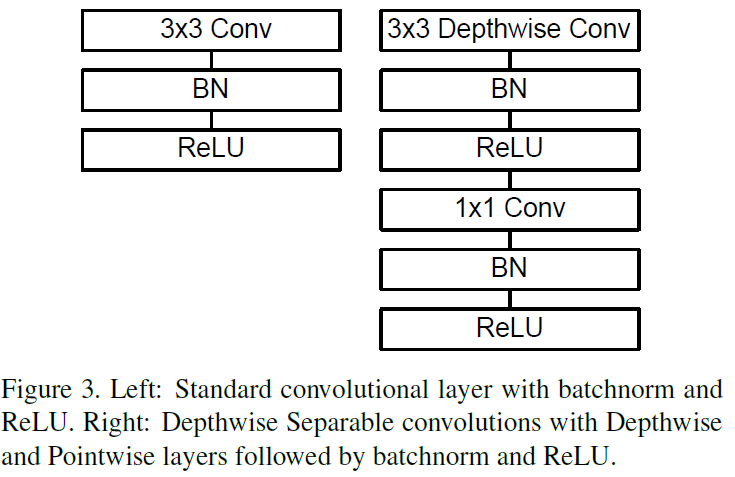 3x3 Conv
BN
ReLU
3x3 Depthwise Conv
BN
ReLU
1x1 Conv
BN
ReLU
Figure 3. Left: Standard convolutional layer with batchnorm and
ReLU. Right: Depthwise Separable convolutions with Depthwise
and Pointwise layers followed by batchnorm and ReLU.